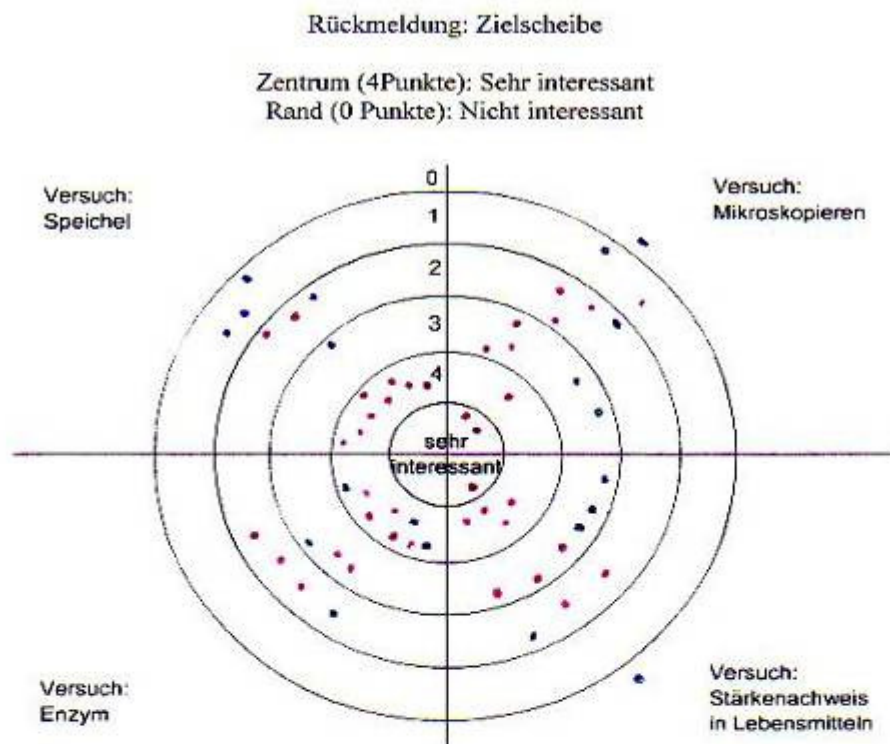 Rückmeldung: Zielscheibe
Zentrum (4Punkte): Sehr interessant
Rand (0 Punkte): Nicht interessant
Versuch:
Speichel
Versuch:
Mikroskopieren
0
1
2
3
4
sehr
interessant
Versuch:
Enzym
Versuch:
Stärkenachweis
in Lebensmitteln